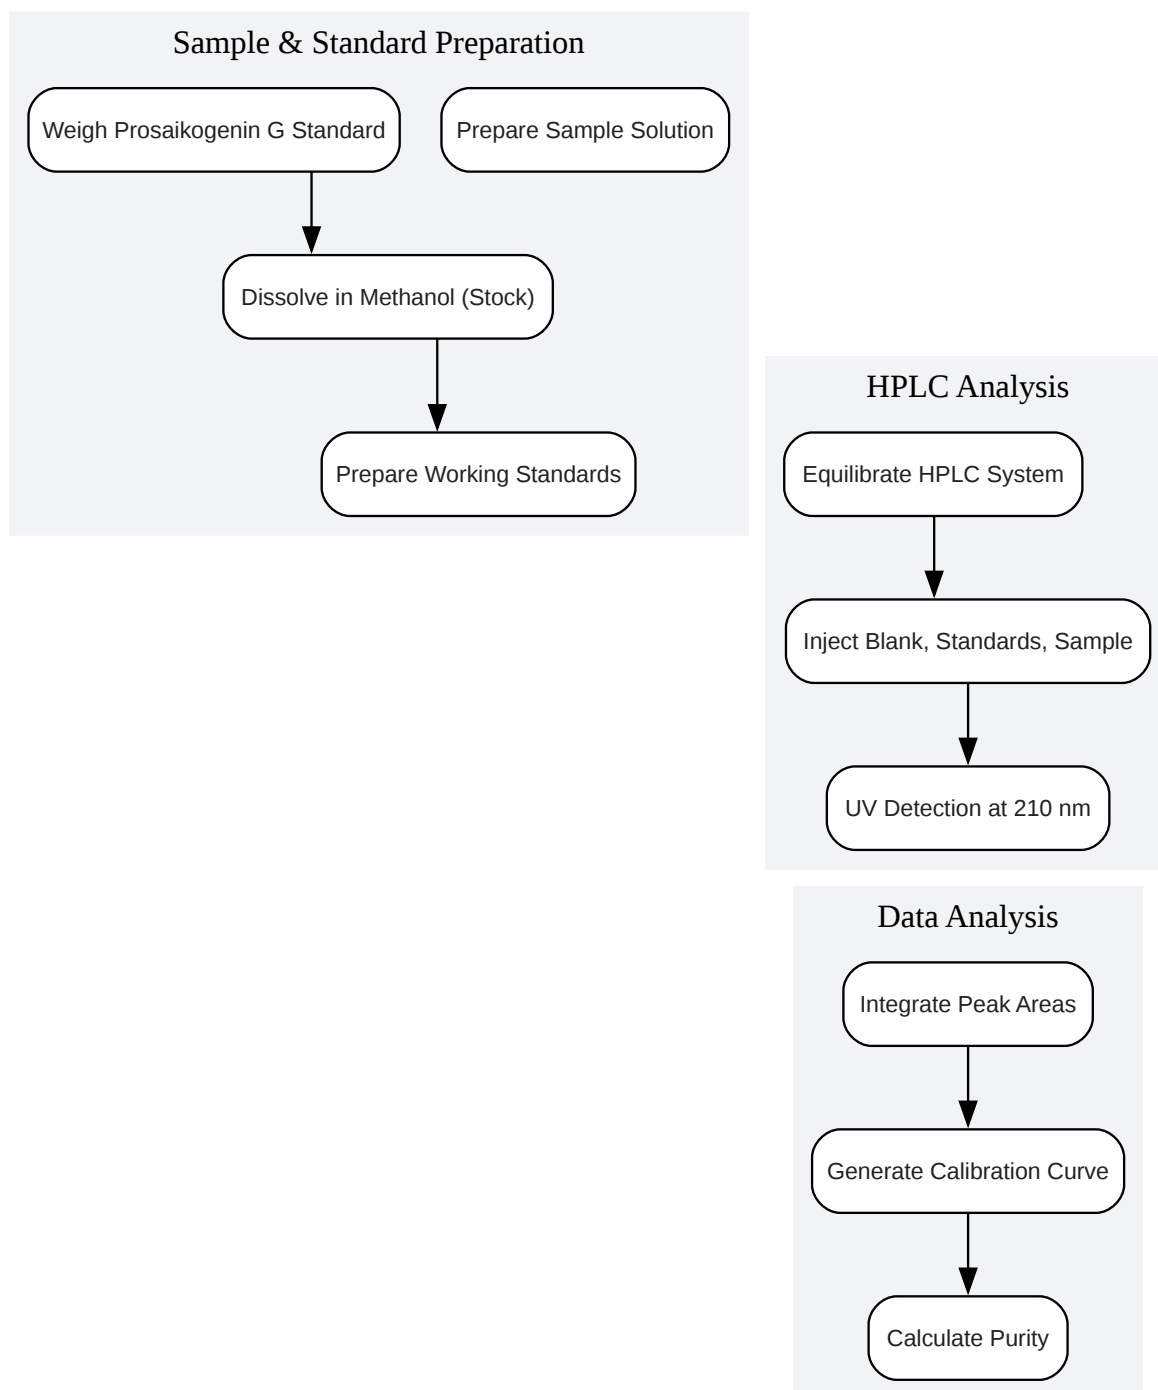 Sample & Standard Preparation
Weigh Prosaikogenin G Standard
Prepare Sample Solution
Dissolve in Methanol (Stock)
Prepare Working Standards
HPLC Analysis
Equilibrate HPLC System
Inject Blank, Standards, Sample
UV Detection at 210 nm
Data Analysis
Integrate Peak Areas
Generate Calibration Curve
Calculate Purity